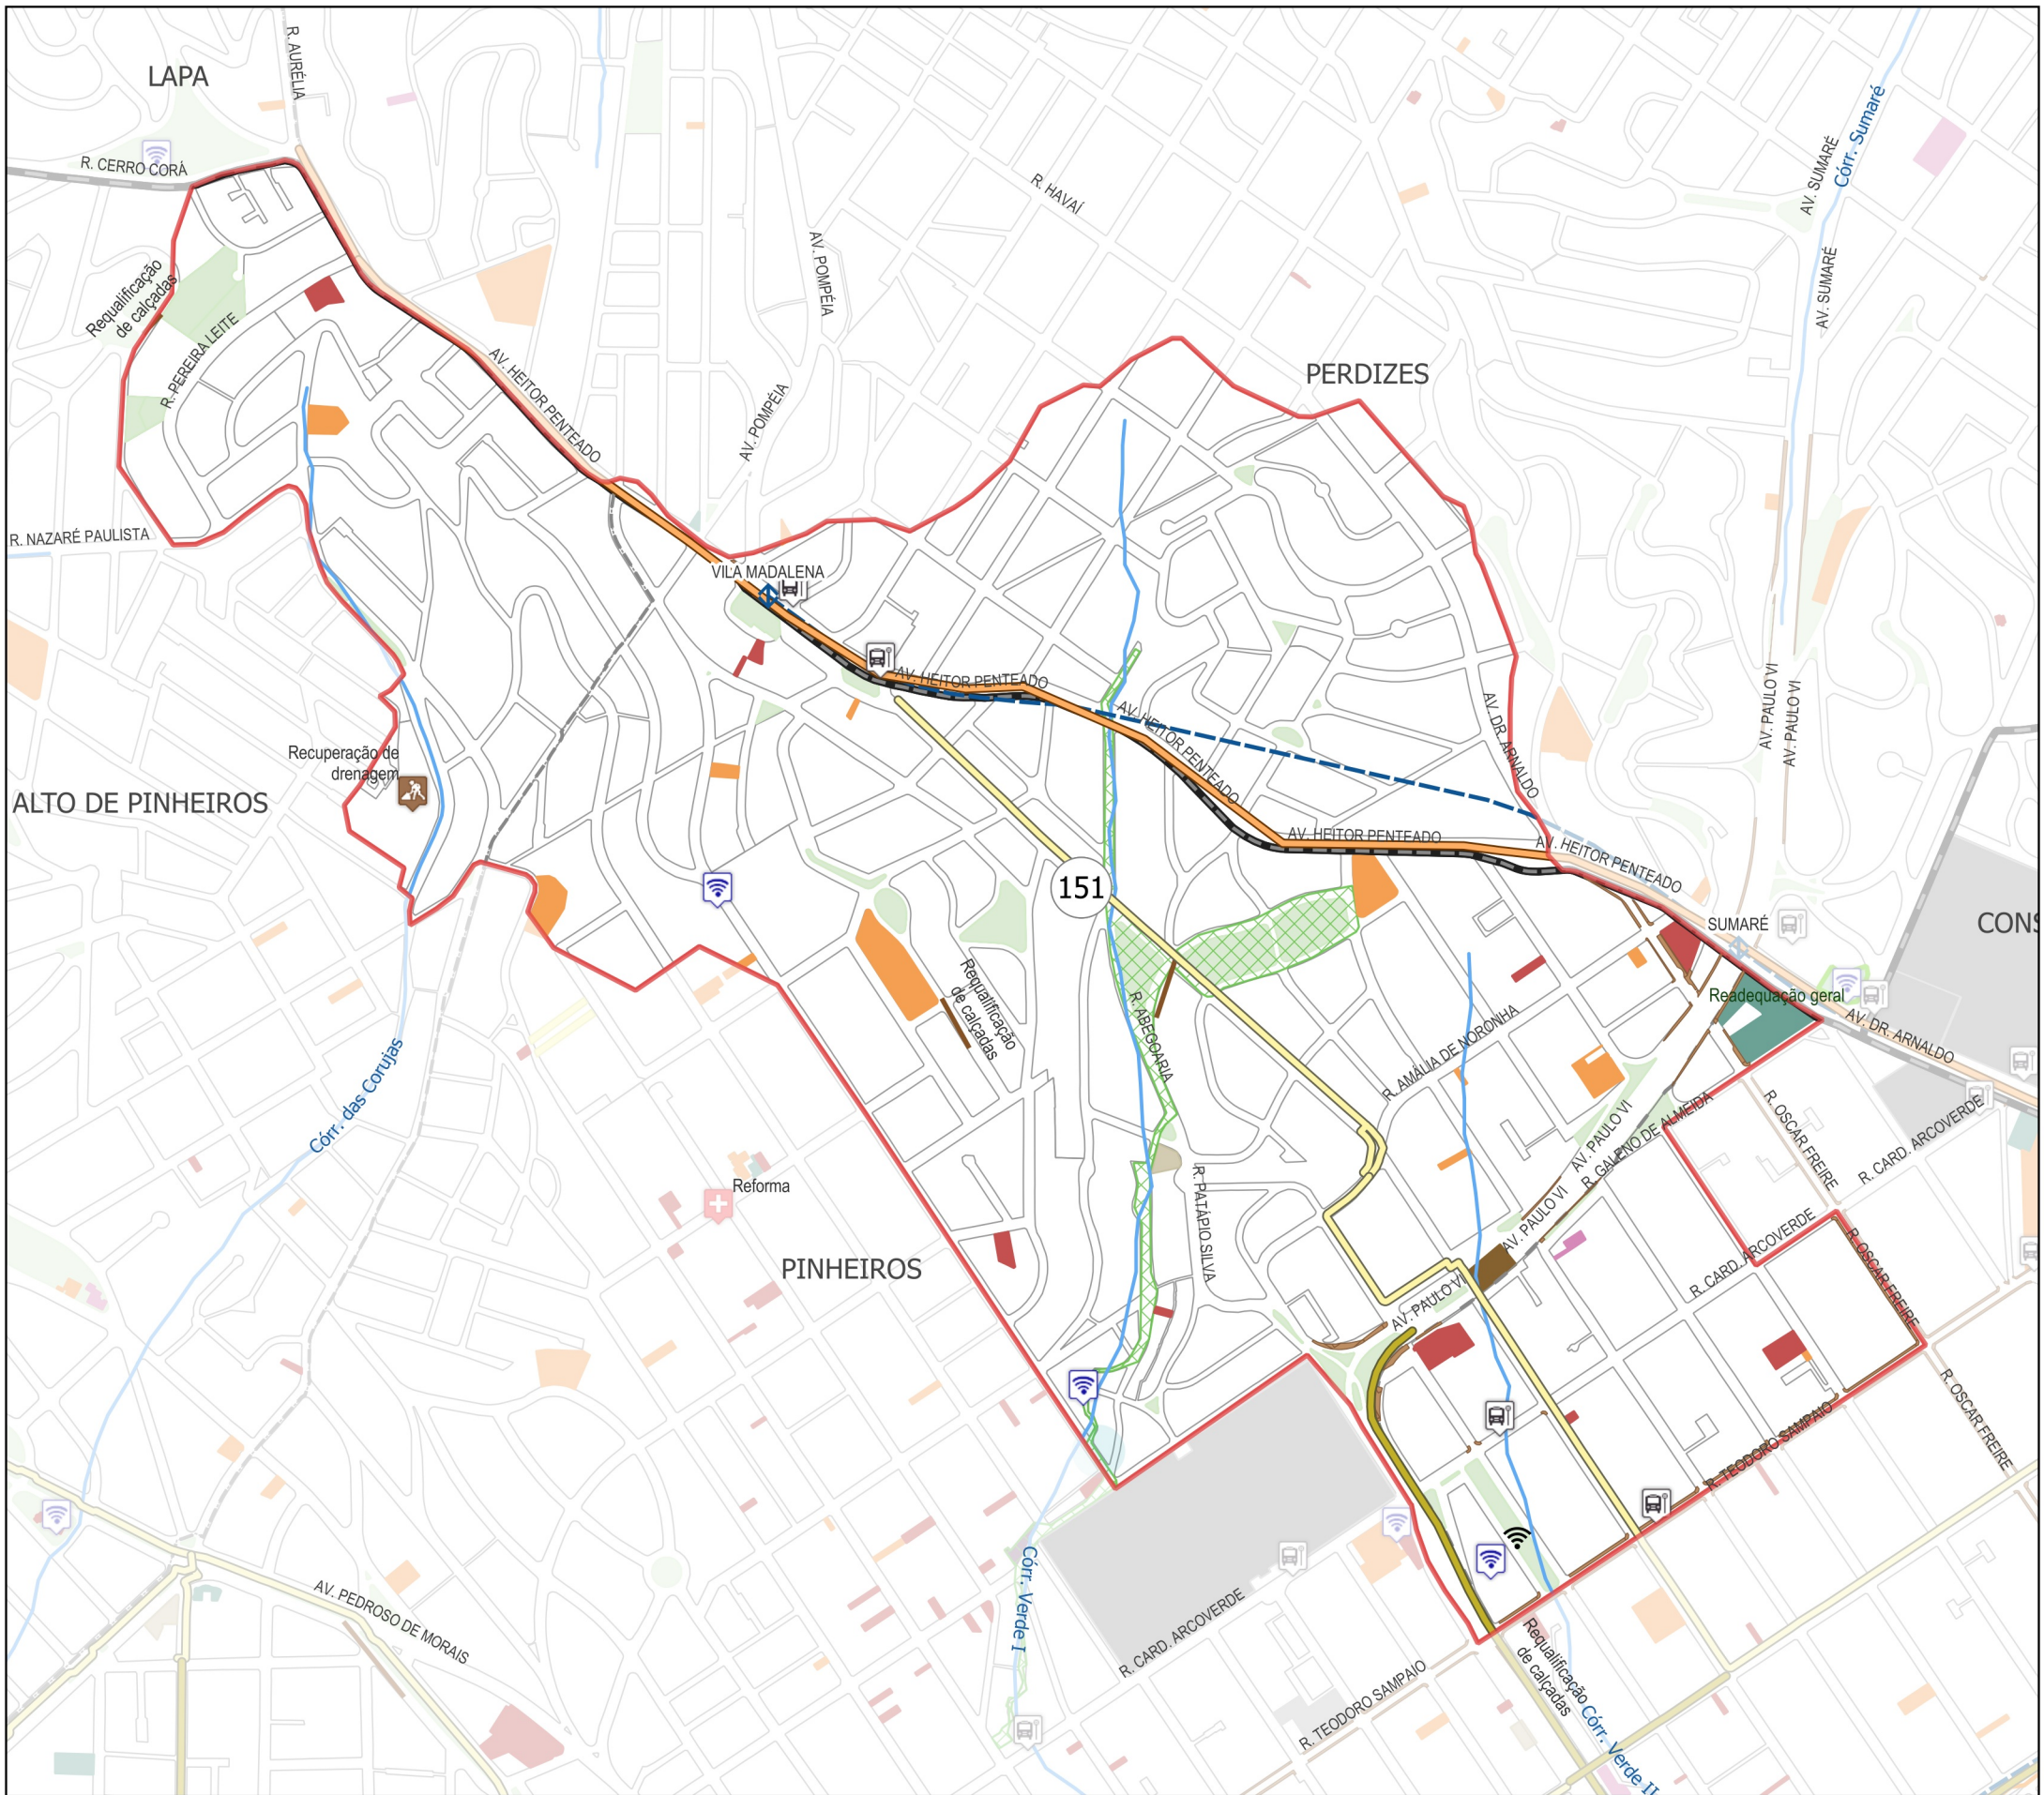 LAPA
R. AURÉLIA
R. CERRO CORÁ
Córr. Sumaré
AV. SUMARÉ
R. HAVAÍ
AV. POMPÉIA
AV. SUMARÉ
Requalificação
de calçadas
R. PEREIRA LEITE
AV. HEITOR PENTEADO
PERDIZES
AV. POMPÉIA
R. NAZARÉ PAULISTA
VILA MADALENA
AV. HEITOR PENTEADO
AV. HEITOR PENTEADO
AV. DR. ARNALDO
AV. PAULO VI
AV. PAULO VI
Recuperação de
drenagem
ALTO DE PINHEIROS
AV. HEITOR PENTEADO
AV. HEITOR PENTEADO
151
SUMARÉ
CONS
Requalificação
de calçadas
R. ABEGOARIA
Readequação geral
AV. DR. ARNALDO
R. AMÁLIA DE NORONHA
Córr. das Corujas
R. OSCAR FREIRE
R. CARD. ARCOVERDE
AV. PAULO VI
R. GALENO DE ALMEIDA
Reforma
R. PATÁPIO SILVA
AV. PAULO VI
R. CARD. ARCOVERDE
R. OSCAR FREIRE
PINHEIROS
AV. PAULO VI
R. OSCAR FREIRE
R. TEODORO SAMPAIO
Córr. Verde I
AV. PEDROSO DE MORAIS
R. CARD. ARCOVERDE
R. TEODORO SAMPAIO
Requalificação
de calçadas
Córr. Verde II